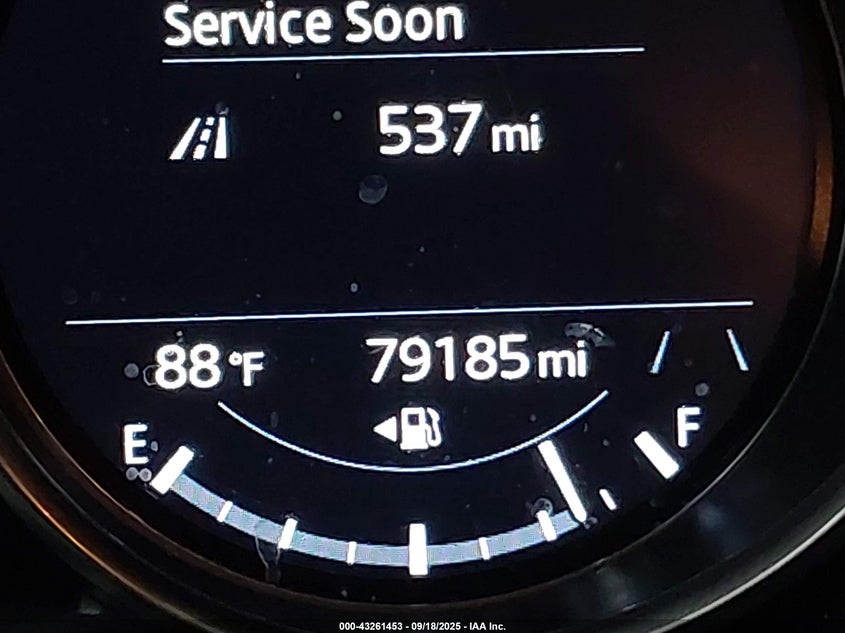 Service Soon
537 mi
88 °F 79185 mi
E F
000-43261453 - 09/18/2025 - IAA Inc.